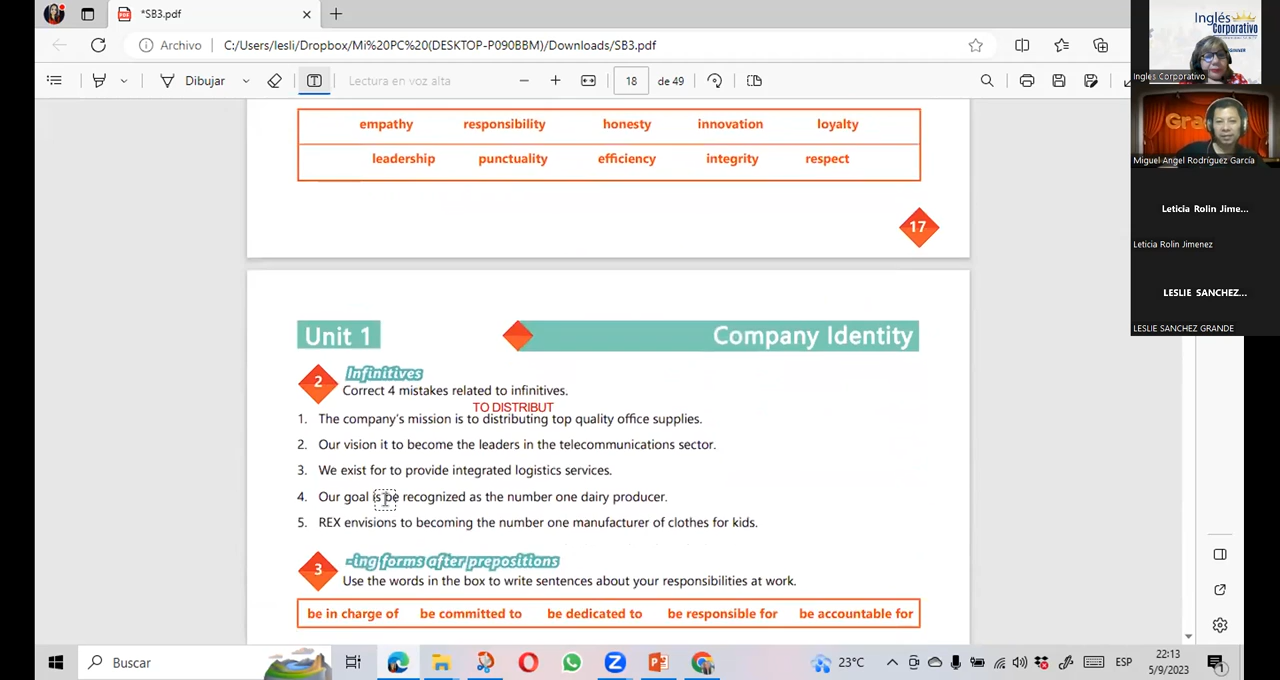 *SB3.pdf
Archivo
C:/Users/lesli/Dropbox/Mi%20PC%20(DESKTOP-P090BBM)/Downloads/SB3.pdf
Dibujar
Lectura en voz alta
18 de 49
empathy responsibility honesty innovation loyalty
leadership punctuality efficiency integrity respect
17
Unit 1
Company Identity
2
Infinitives
Correct 4 mistakes related to infinitives.
TO DISTRIBUT
1. The company's mission is to distributing top quality office supplies.
2. Our vision it to become the leaders in the telecommunications sector.
3. We exist for to provide integrated logistics services.
4. Our goal is be recognized as the number one dairy producer.
5. REX envisions to becoming the number one manufacturer of clothes for kids.
3
-ing forms after prepositions
Use the words in the box to write sentences about your responsibilities at work.
be in charge of be committed to be dedicated to be responsible for be accountable for
Inglés
Corporativo
Ingles Corporativo
Miguel Angel Rodríguez García
Leticia Rolin Jime...
Leticia Rolin Jimenez
LESLIE SANCHEZ...
LESLIE SANCHEZ GRANDE
Buscar
23°C
ESP
22:13
5/9/2023